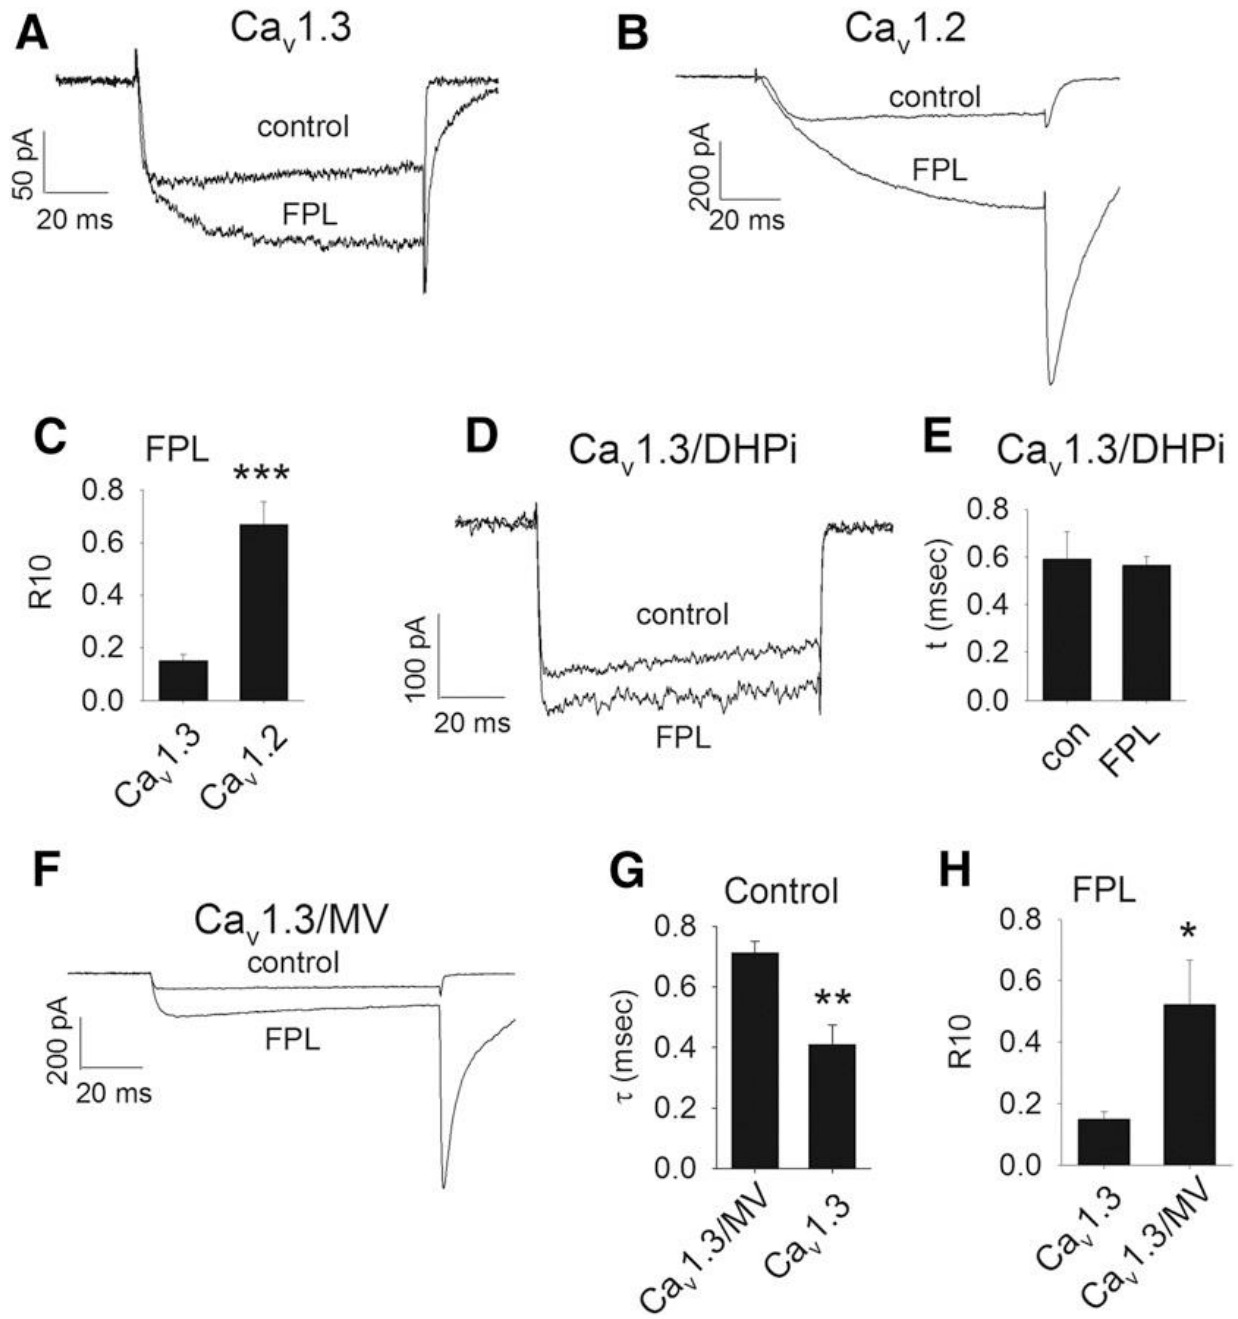 A
Cav1.3
control
FPL
50 pA
20 ms
B
Cav1.2
control
FPL
200 pA
20 ms
C
FPL
***
0.8
0.6
0.4
0.2
0.0
R10
Cav1.3
Cav1.2
D
Cav1.3/DHPi
control
FPL
100 pA
20 ms
E
Cav1.3/DHPi
0.8
0.6
0.4
0.2
0.0
t (msec)
con
FPL
F
Cav1.3/MV
control
FPL
200 pA
20 ms
G
Control
**
0.8
0.6
0.4
0.2
0.0
τ (msec)
Cav1.3/MV
Cav1.3
H
FPL
*
0.8
0.6
0.4
0.2
0.0
R10
Cav1.3
Cav1.3/MV